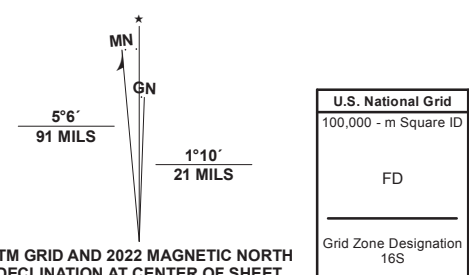 MN
GN
5°6´
91 MILS
1°10´
21 MILS
TM GRID AND 2022 MAGNETIC NORTH
DECLINATION AT CENTER OF SHEET
U.S. National Grid
100,000 - m Square ID
FD
Grid Zone Designation
16S